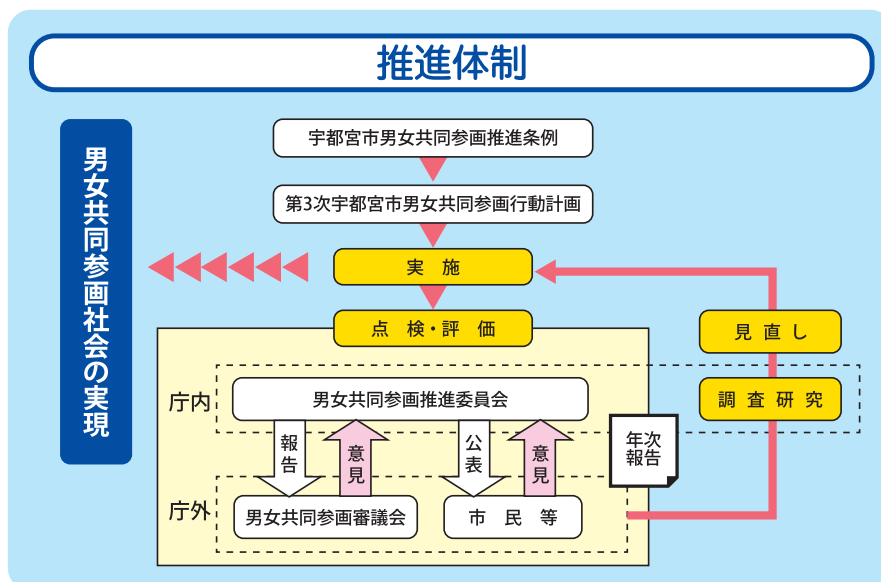 推進体制
男女共同参画社会の実現
宇都宮市男女共同参画推進条例
第3次宇都宮市男女共同参画行動計画
実 施
点 検・評 価
見 直 し
庁内
男女共同参画推進委員会
調 査 研 究
報告
意見
公表
意見
年次
報告
庁外
男女共同参画審議会
市 民 等